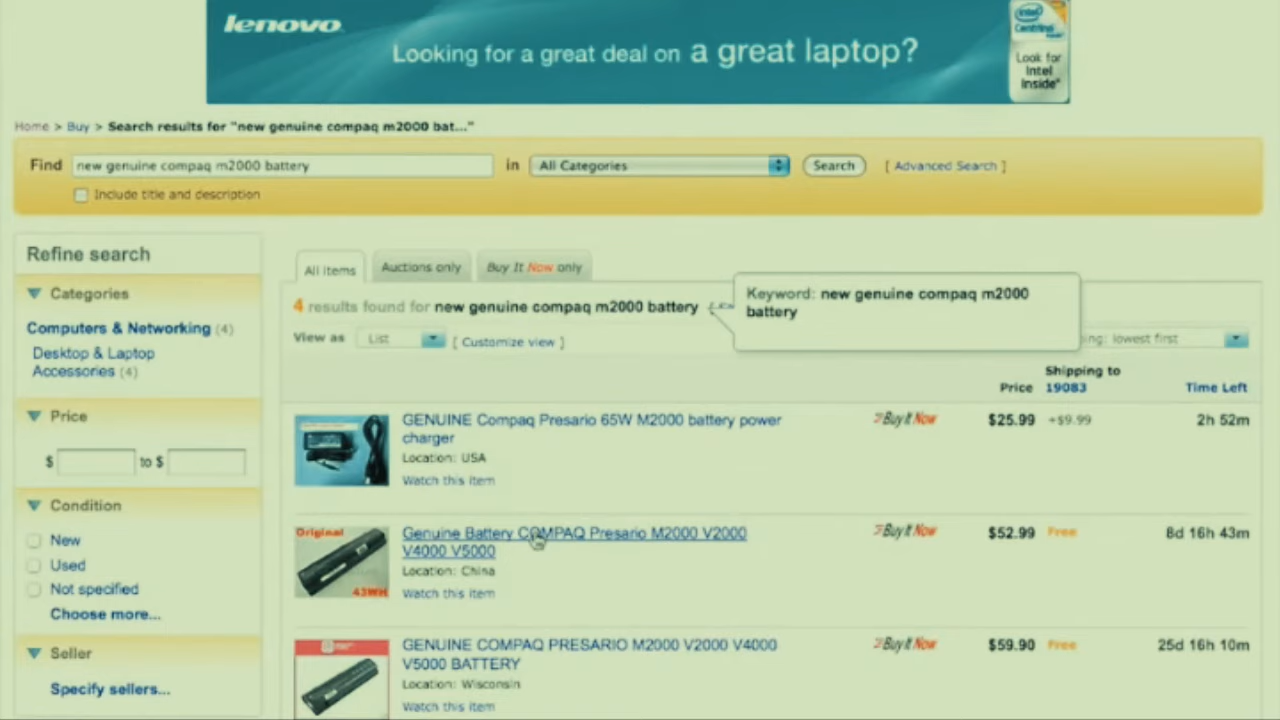 lenovo
Looking for a great deal on a great laptop?
intel
Centrino
Look for
Intel
Inside®
Home > Buy > Search results for "new genuine compaq m2000 bat..."
Find new genuine compaq m2000 battery in All Categories Search [ Advanced Search ]
Include title and description
Refine search
Categories
Computers & Networking (4)
Desktop & Laptop
Accessories (4)
Price
$ to $
Condition
New
Used
Not specified
Choose more...
Seller
Specify sellers...
All Items Auctions only Buy It Now only
4 results found for new genuine compaq m2000 battery
Keyword: new genuine compaq m2000
battery
View as List [ Customize view ]
lowest first
Shipping to
Price 19083 Time Left
GENUINE Compaq Presario 65W M2000 battery power
charger
Location: USA
Watch this item
Buy It Now $25.99 +$9.99 2h 52m
Original
43WH
Genuine Battery COMPAQ Presario M2000 V2000
V4000 V5000
Location: China
Watch this item
Buy It Now $52.99 Free 8d 16h 43m
GENUINE COMPAQ PRESARIO M2000 V2000 V4000
V5000 BATTERY
Location: Wisconsin
Watch this item
Buy It Now $59.90 Free 25d 16h 10m